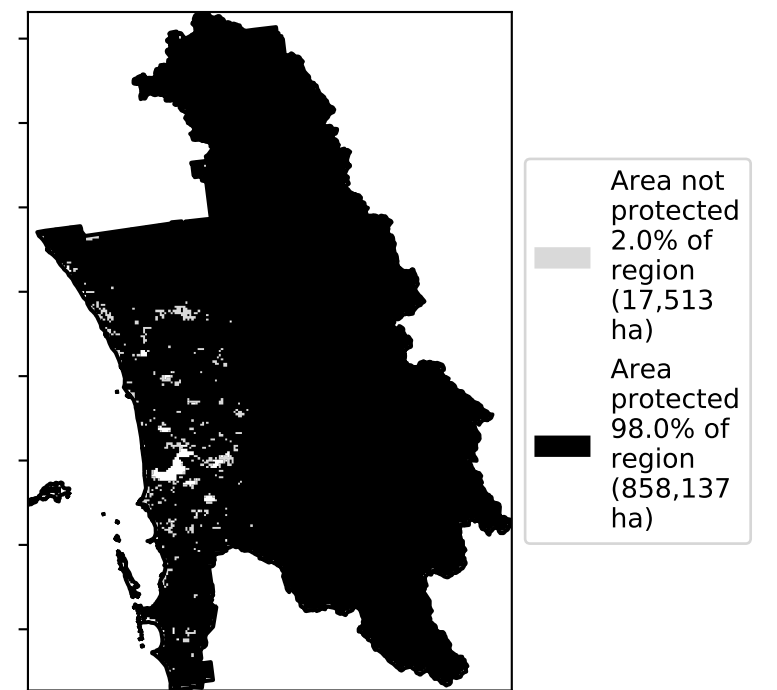 Area not
protected
2.0% of
region
(17,513
ha)
Area
protected
98.0% of
region
(858,137
ha)